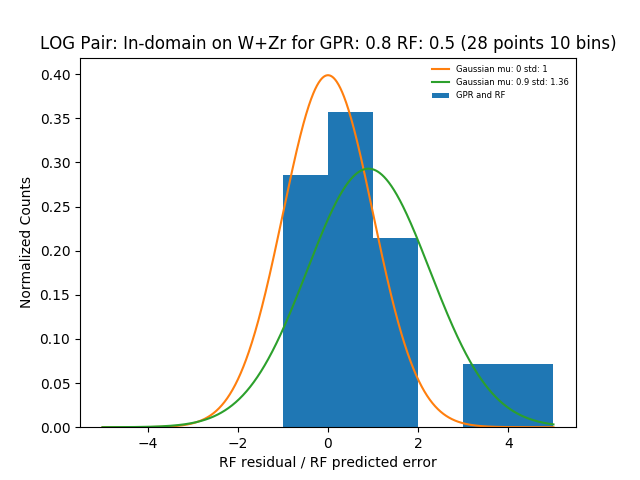 LOG Pair: In-domain on W+Zr for GPR: 0.8 RF: 0.5 (28 points 10 bins)
Gaussian mu: 0 std: 1
Gaussian mu: 0.9 std: 1.36
GPR and RF
Normalized Counts
0.40
0.35
0.30
0.25
0.20
0.15
0.10
0.05
0.00
−4
−2
0
2
4
RF residual / RF predicted error